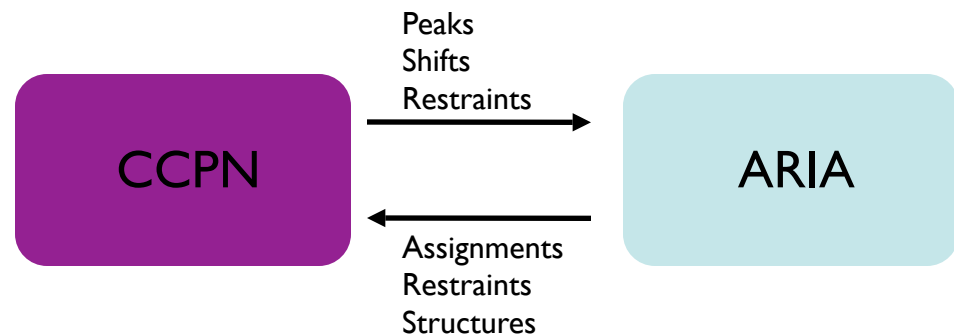 Peaks
Shifts
Restraints
CCPN
ARIA
Assignments
Restraints
Structures